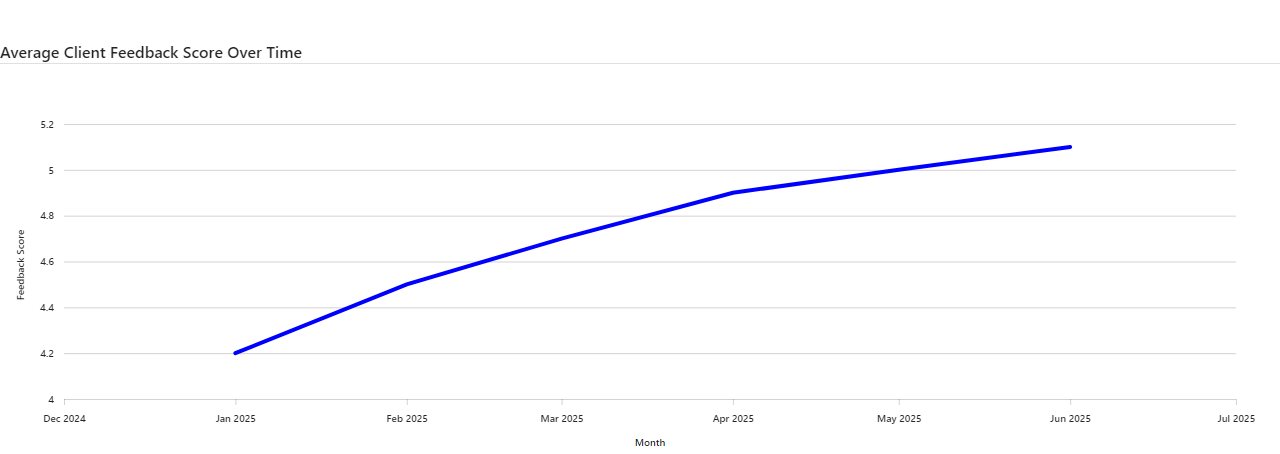 Average Client Feedback Score Over Time
5.2
5
4.8
4.6
4.4
4.2
4
Feedback Score
Dec 2024 Jan 2025 Feb 2025 Mar 2025 Apr 2025 May 2025 Jun 2025 Jul 2025
Month